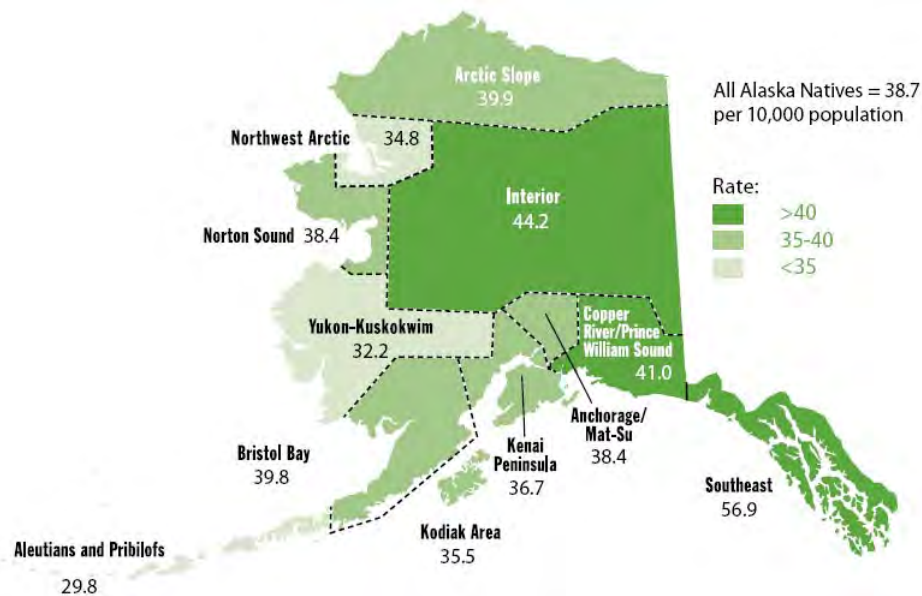 Arctic Slope
39.9
All Alaska Natives = 38.7
per 10,000 population
Northwest Arctic
34.8
Rate:
>40
35-40
<35
Interior
44.2
Norton Sound
38.4
Copper
River/Prince
William Sound
41.0
Yukon-Kuskokwim
32.2
Anchorage/
Mat-Su
38.4
Kenai
Peninsula
36.7
Bristol Bay
39.8
Southeast
56.9
Kodiak Area
35.5
Aleutians and Pribilofs
29.8